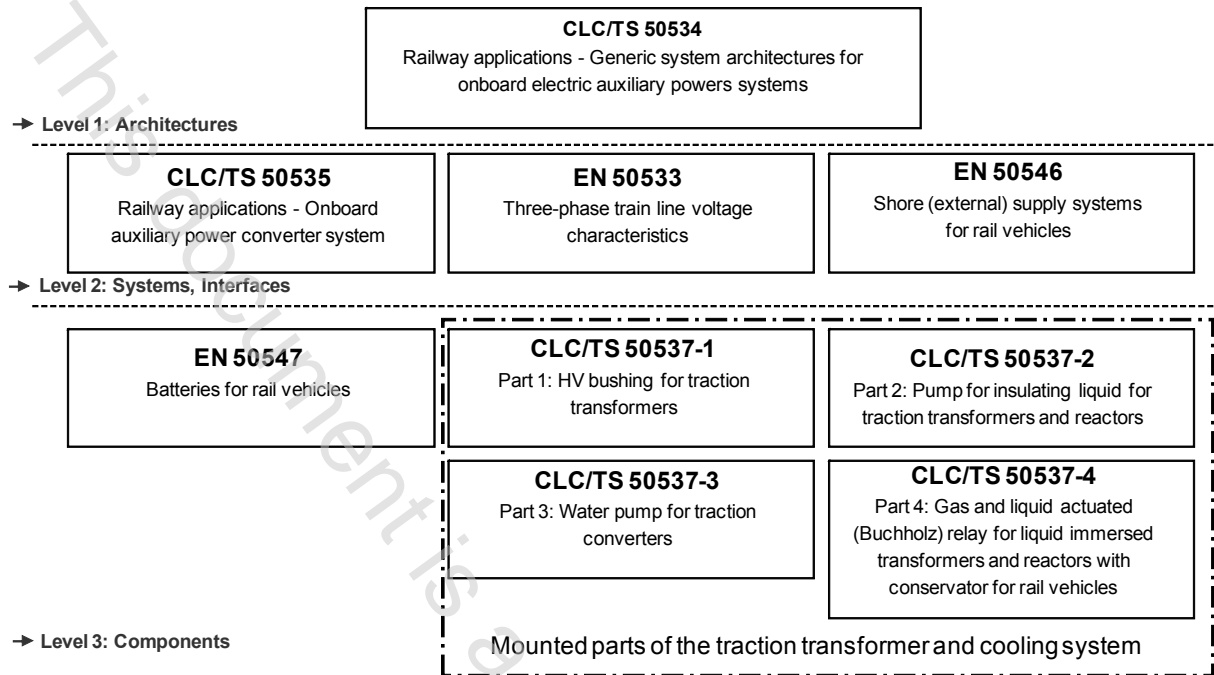 CLC/TS 50534
Railway applications - Generic system architectures for
onboard electric auxiliary powers systems
Level 1: Architectures
CLC/TS 50535
Railway applications - Onboard
auxiliary power converter system
EN 50533
Three-phase train line voltage
characteristics
EN 50546
Shore (external) supply systems
for rail vehicles
Level 2: Systems, Interfaces
EN 50547
Batteries for rail vehicles
CLC/TS 50537-1
Part 1: HV bushing for traction
transformers
CLC/TS 50537-2
Part 2: Pump for insulating liquid for
traction transformers and reactors
CLC/TS 50537-3
Part 3: Water pump for traction
converters
CLC/TS 50537-4
Part 4: Gas and liquid actuated
(Buchholz) relay for liquid immersed
transformers and reactors with
conservator for rail vehicles
Level 3: Components
Mounted parts of the traction transformer and cooling system
This document is a